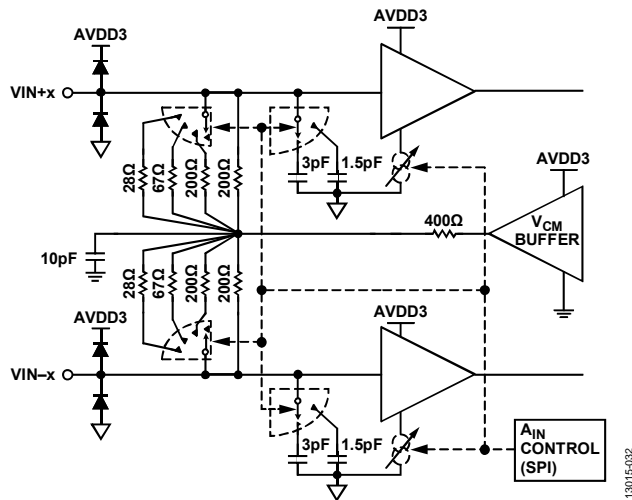 AVDD3
AVDD3
VIN+x
28Ω
67Ω
200Ω
200Ω
3pF
1.5pF
AVDD3
400Ω
VCM
BUFFER
10pF
28Ω
67Ω
200Ω
200Ω
AVDD3
AVDD3
VIN–x
3pF
1.5pF
AIN
CONTROL
(SPI)
13015-032